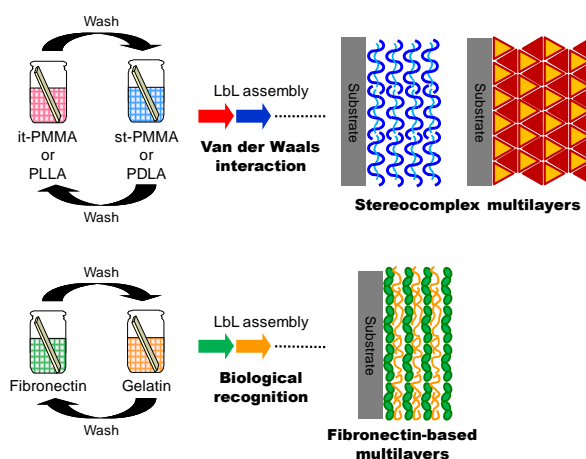 Wash
it-PMMA
or
PLLA
st-PMMA
or
PDLA
Wash
LbL assembly
Van der Waals
interaction
Substrate
Substrate
Stereocomplex multilayers
Wash
Fibronectin
Gelatin
Wash
LbL assembly
Biological
recognition
Substrate
Fibronectin-based
multilayers